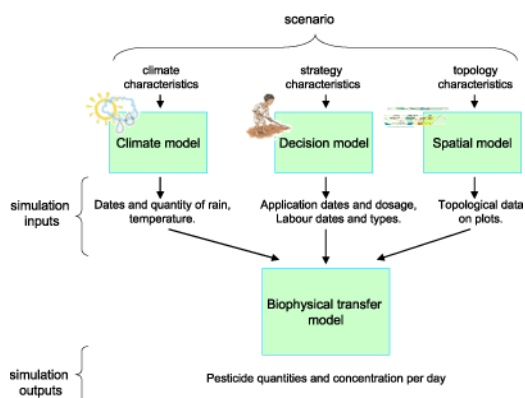 scenario
climate
characteristics
strategy
characteristics
topology
characteristics
Climate model
Decision model
Spatial model
simulation
inputs
Dates and quantity of rain,
temperature.
Application dates and dosage,
Labour dates and types.
Topological data
on plots.
Biophysical transfer
model
simulation
outputs
Pesticide quantities and concentration per day